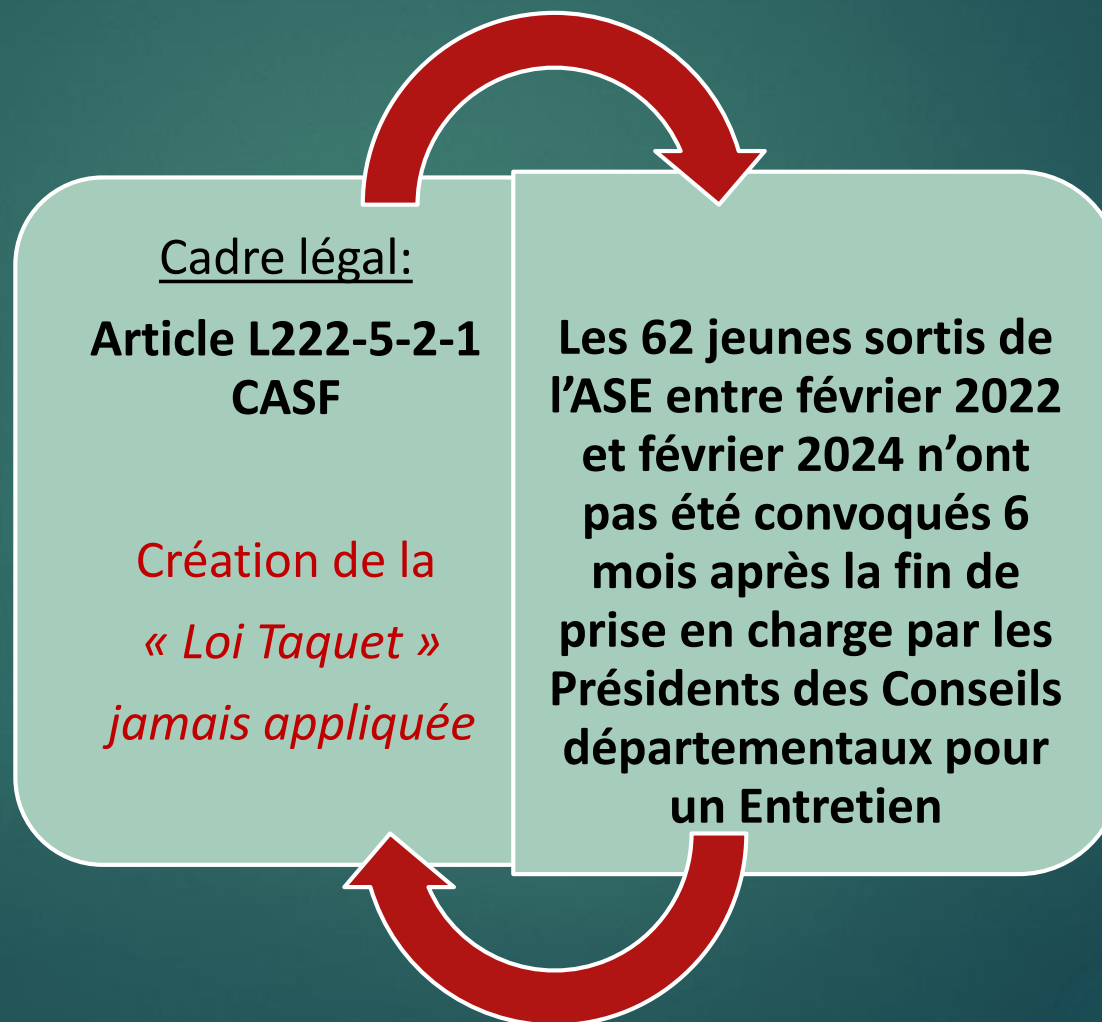 Cadre légal:
Article L222-5-2-1
CASF
Création de la
« Loi Taquet »
jamais appliquée
Les 62 jeunes sortis de
l’ASE entre février 2022
et février 2024 n’ont
pas été convoqués 6
mois après la fin de
prise en charge par les
Présidents des Conseils
départementaux pour
un Entretien